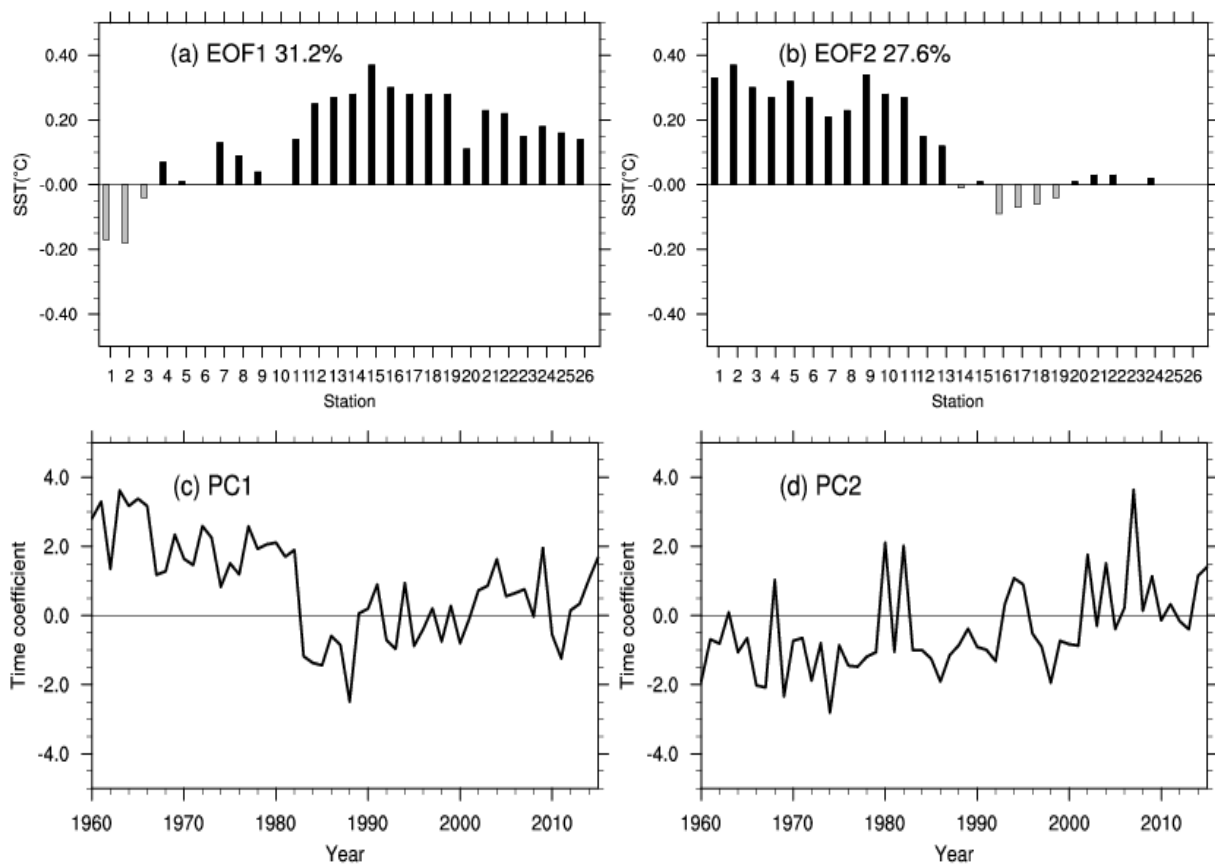 (a) EOF1 31.2%
SST(°C)
0.40
0.20
-0.00
-0.20
-0.40
1 2 3 4 5 6 7 8 9 10 11 12 13 14 15 16 17 18 19 20 21 22 23 24 25 26
Station
(b) EOF2 27.6%
SST(°C)
0.40
0.20
-0.00
-0.20
-0.40
1 2 3 4 5 6 7 8 9 10 11 12 13 14 15 16 17 18 19 20 21 22 23 24 25 26
Station
(c) PC1
Time coefficient
4.0
2.0
0.0
-2.0
-4.0
1960 1970 1980 1990 2000 2010
Year
(d) PC2
Time coefficient
4.0
2.0
0.0
-2.0
-4.0
1960 1970 1980 1990 2000 2010
Year